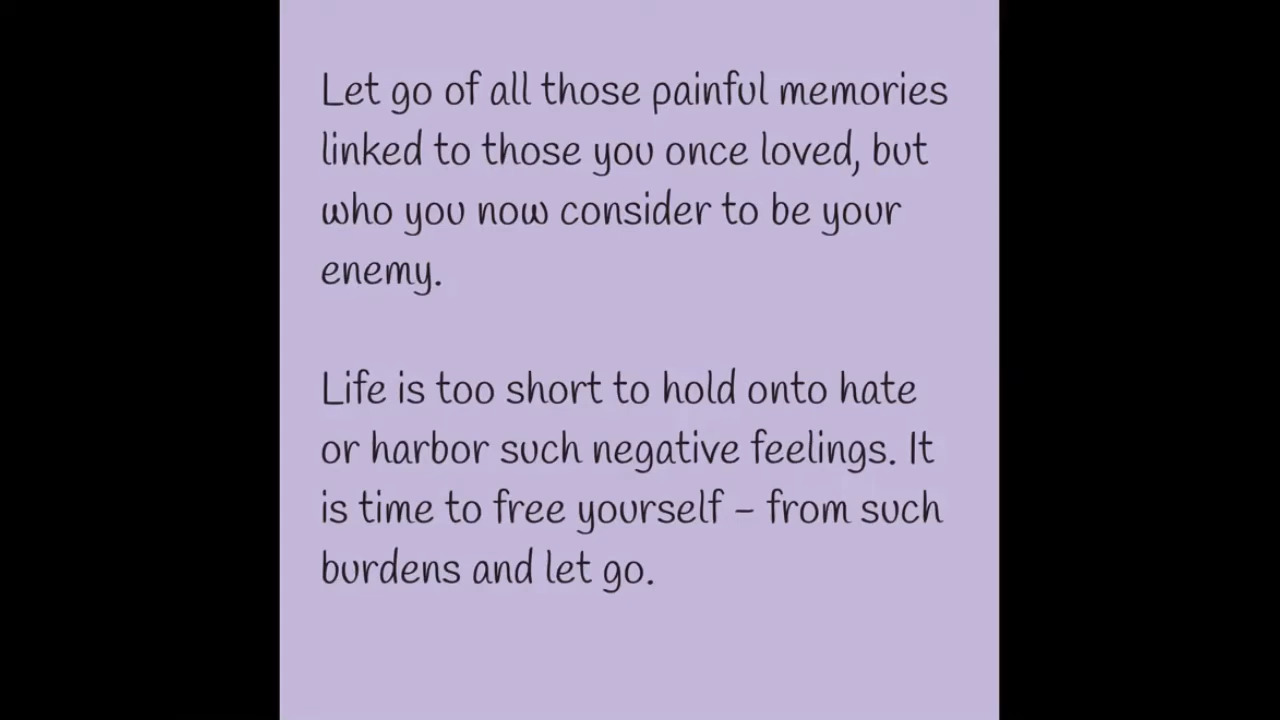 Let go of all those painful memories
linked to those you once loved, but
who you now consider to be your
enemy.
Life is too short to hold onto hate
or harbor such negative feelings. It
is time to free yourself – from such
burdens and let go.